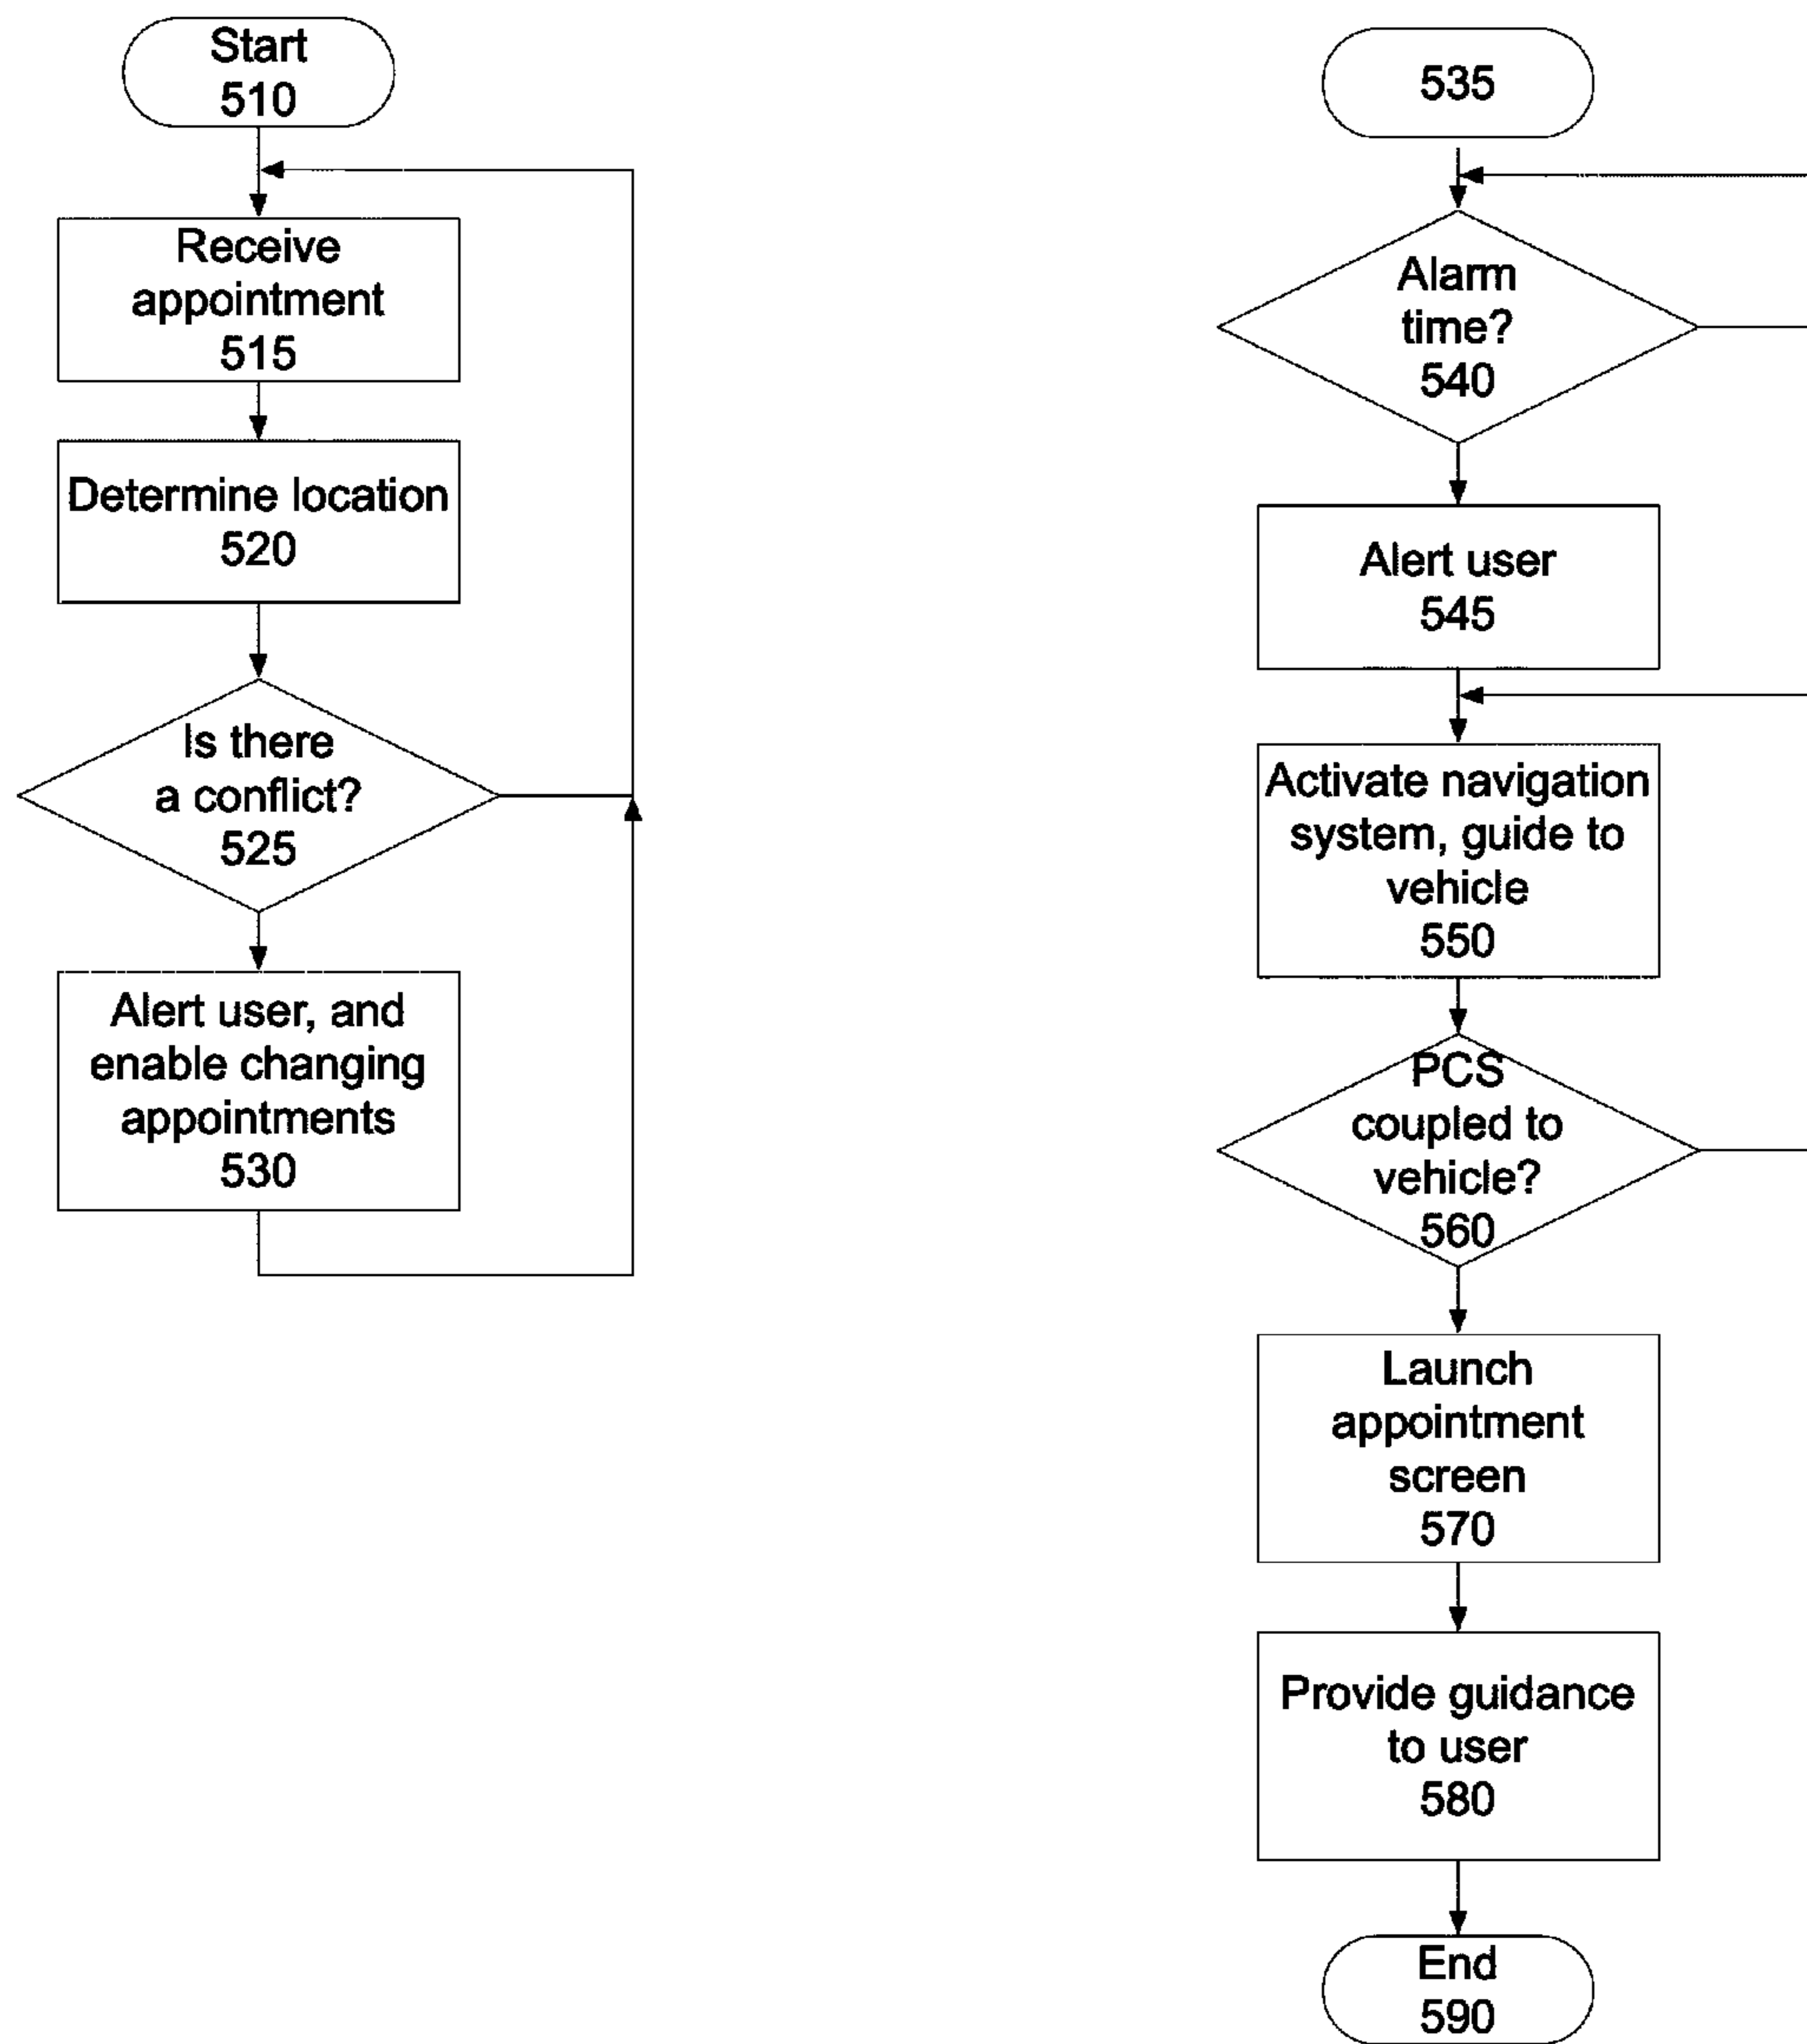 Start
510
Receive
appointment
515
Determine location
520
Is there
a conflict?
525
Alert user, and
enable changing
appointments
530
535
Alarm
time?
540
Alert user
545
Activate navigation
system, guide to
vehicle
550
PCS
coupled to
vehicle?
560
Launch
appointment
screen
570
Provide guidance
to user
580
End
590